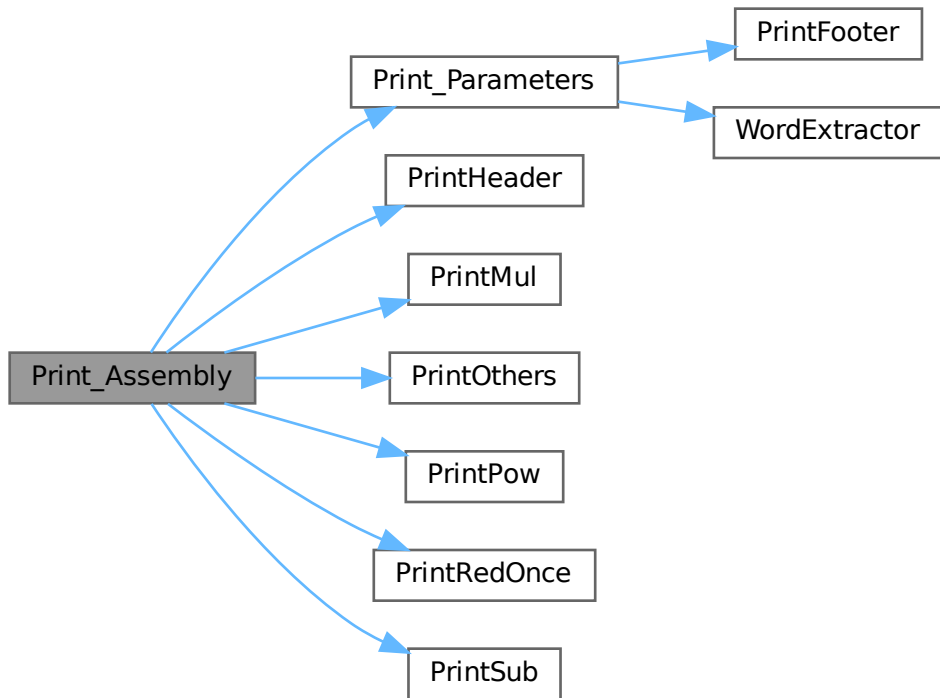 PrintFooter
Print_Parameters
WordExtractor
PrintHeader
PrintMul
Print_Assembly
PrintOthers
PrintPow
PrintRedOnce
PrintSub